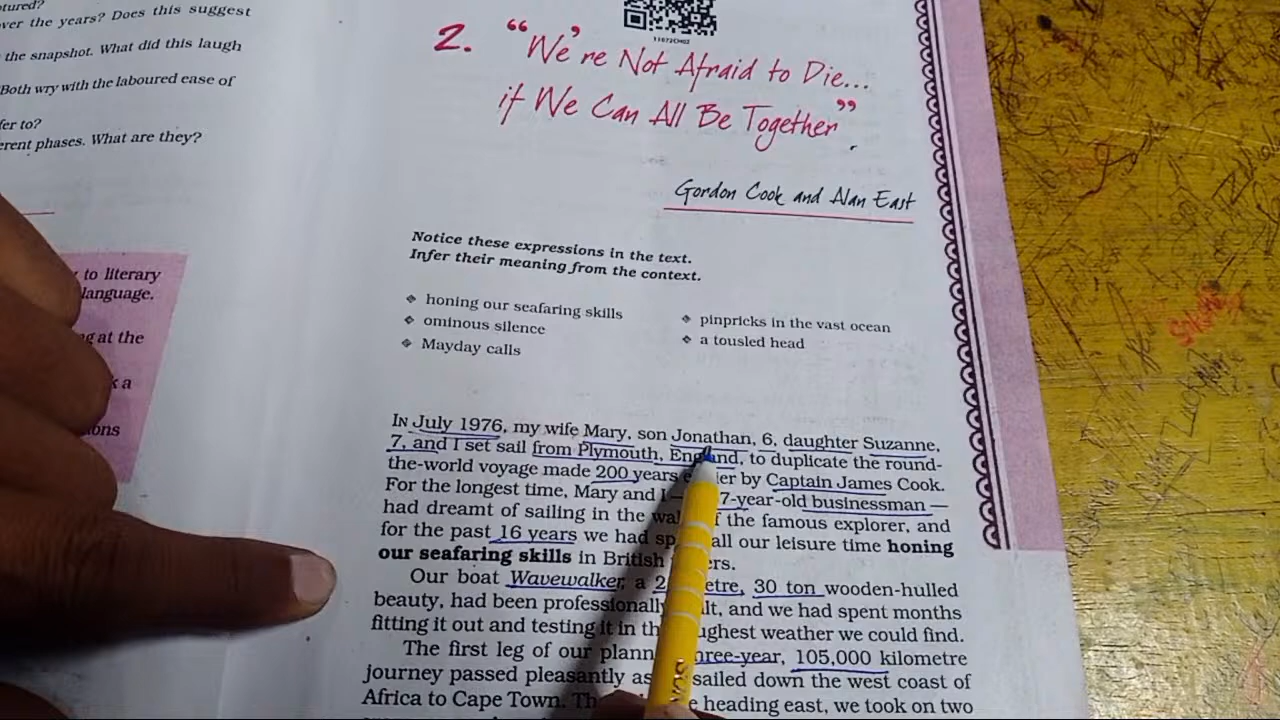 tured?
ver the years? Does this suggest
the snapshot. What did this laugh
Both wry with the laboured ease of
fer to?
erent phases. What are they?
to literary
language.
g at the
k a
ons
11072CH02
2. “We’re Not Afraid to Die...
if We Can All Be Together”
Gordon Cook and Alan East
Notice these expressions in the text.
Infer their meaning from the context.
❖ honing our seafaring skills
❖ ominous silence
❖ Mayday calls
❖ pinpricks in the vast ocean
❖ a tousled head
IN July 1976, my wife Mary, son Jonathan, 6, daughter Suzanne,
7, and I set sail from Plymouth, England, to duplicate the round-
the-world voyage made 200 years by Captain James Cook.
For the longest time, Mary and I — 7-year-old businessman —
had dreamt of sailing in the the famous explorer, and
for the past 16 years we had all our leisure time honing
our seafaring skills in British
Our boat Wavewalker, a 30 ton wooden-hulled
beauty, had been professionally and we had spent months
fitting it out and testing it in weather we could find.
The first leg of our 105,000 kilometre
journey passed pleasantly as sailed down the west coast of
Africa to Cape Town. heading east, we took on two